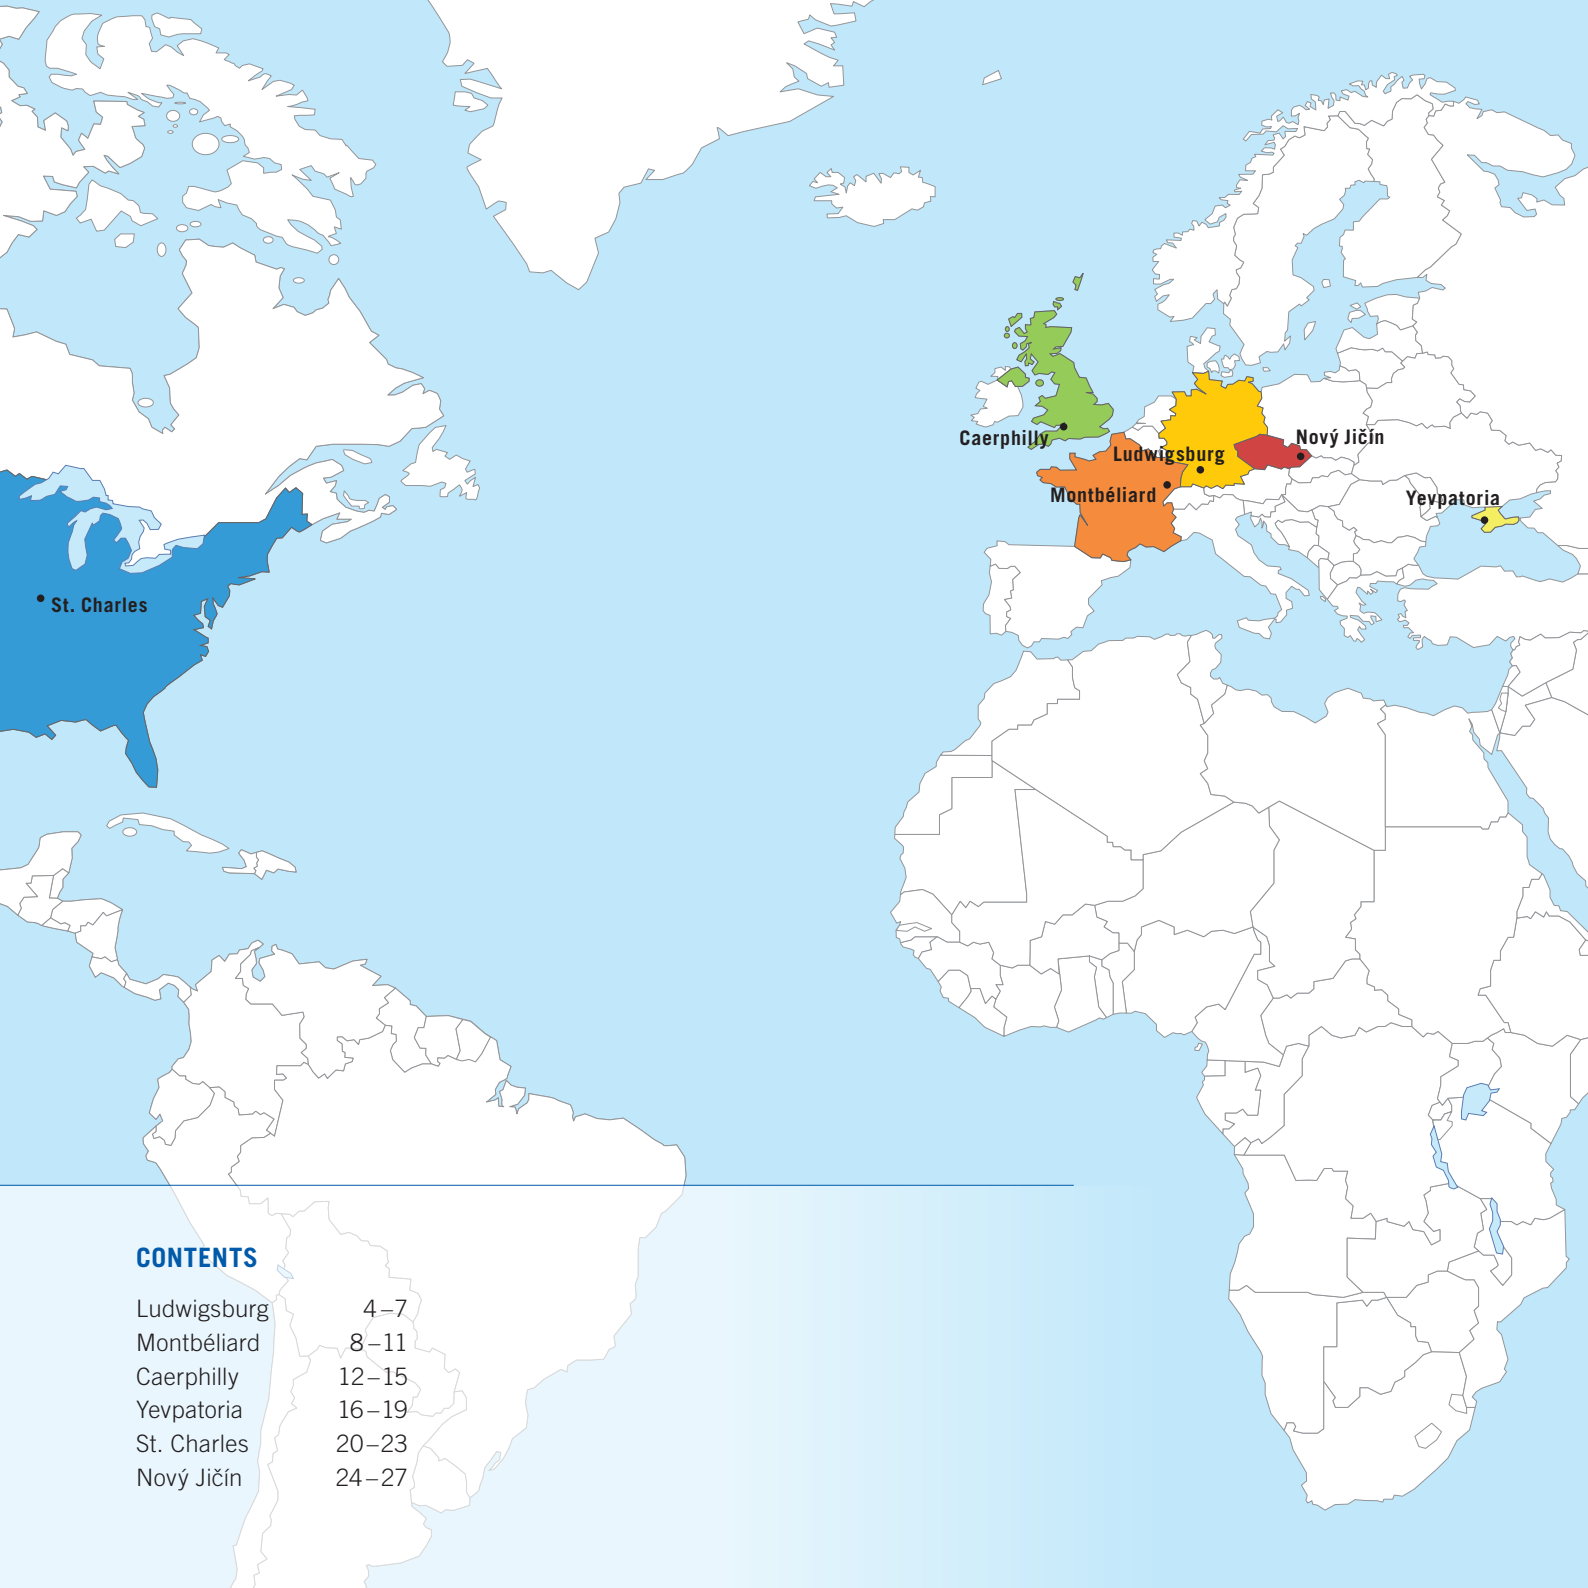 Caerphilly
Nový Jičín
Ludwigsburg
Montbéliard
Yevpatoria
St. Charles
CONTENTS
Ludwigsburg 4–7
Montbéliard 8–11
Caerphilly 12–15
Yevpatoria 16–19
St. Charles 20–23
Nový Jičín 24–27